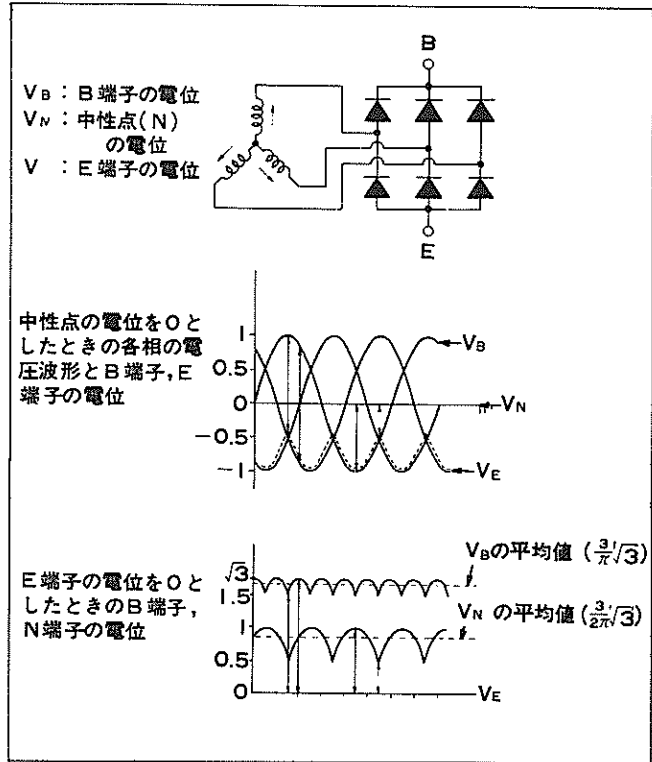 B
VB：B端子の電位
VN：中性点(N)
の電位
V ：E端子の電位
E
中性点の電位を0と
したときの各相の電
圧波形とB端子，E
端子の電位
1
0.5
0
−0.5
−1
VB
VN
VE
E端子の電位を0と
したときのB端子，
N端子の電位
√3
1.5
1
0.5
0
VBの平均値 (3/π√3)
VN の平均値(3/2π√3)
VE